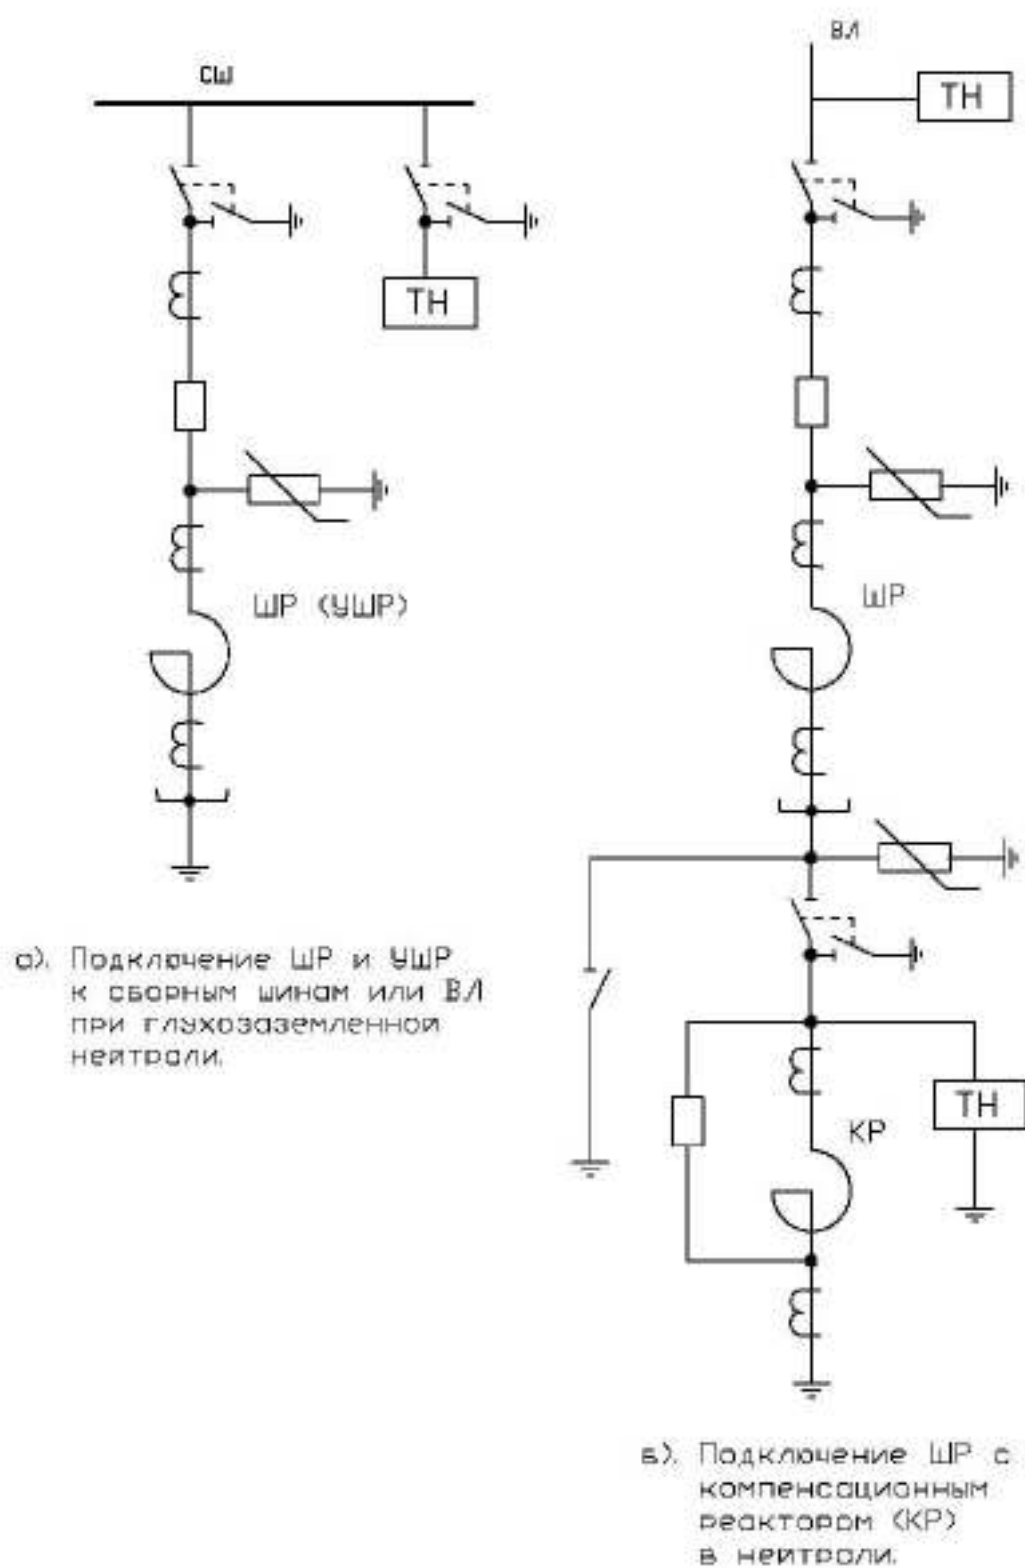 СШ
ТН
ШР (УШР)
а). Подключение ШР и УШР
к сборным шинам или ВЛ
при глухозаземленной
нейтрали.
ВЛ
ТН
ШР
ТН
КР
в). Подключение ШР с
компенсационным
реактором (КР)
в нейтрали.